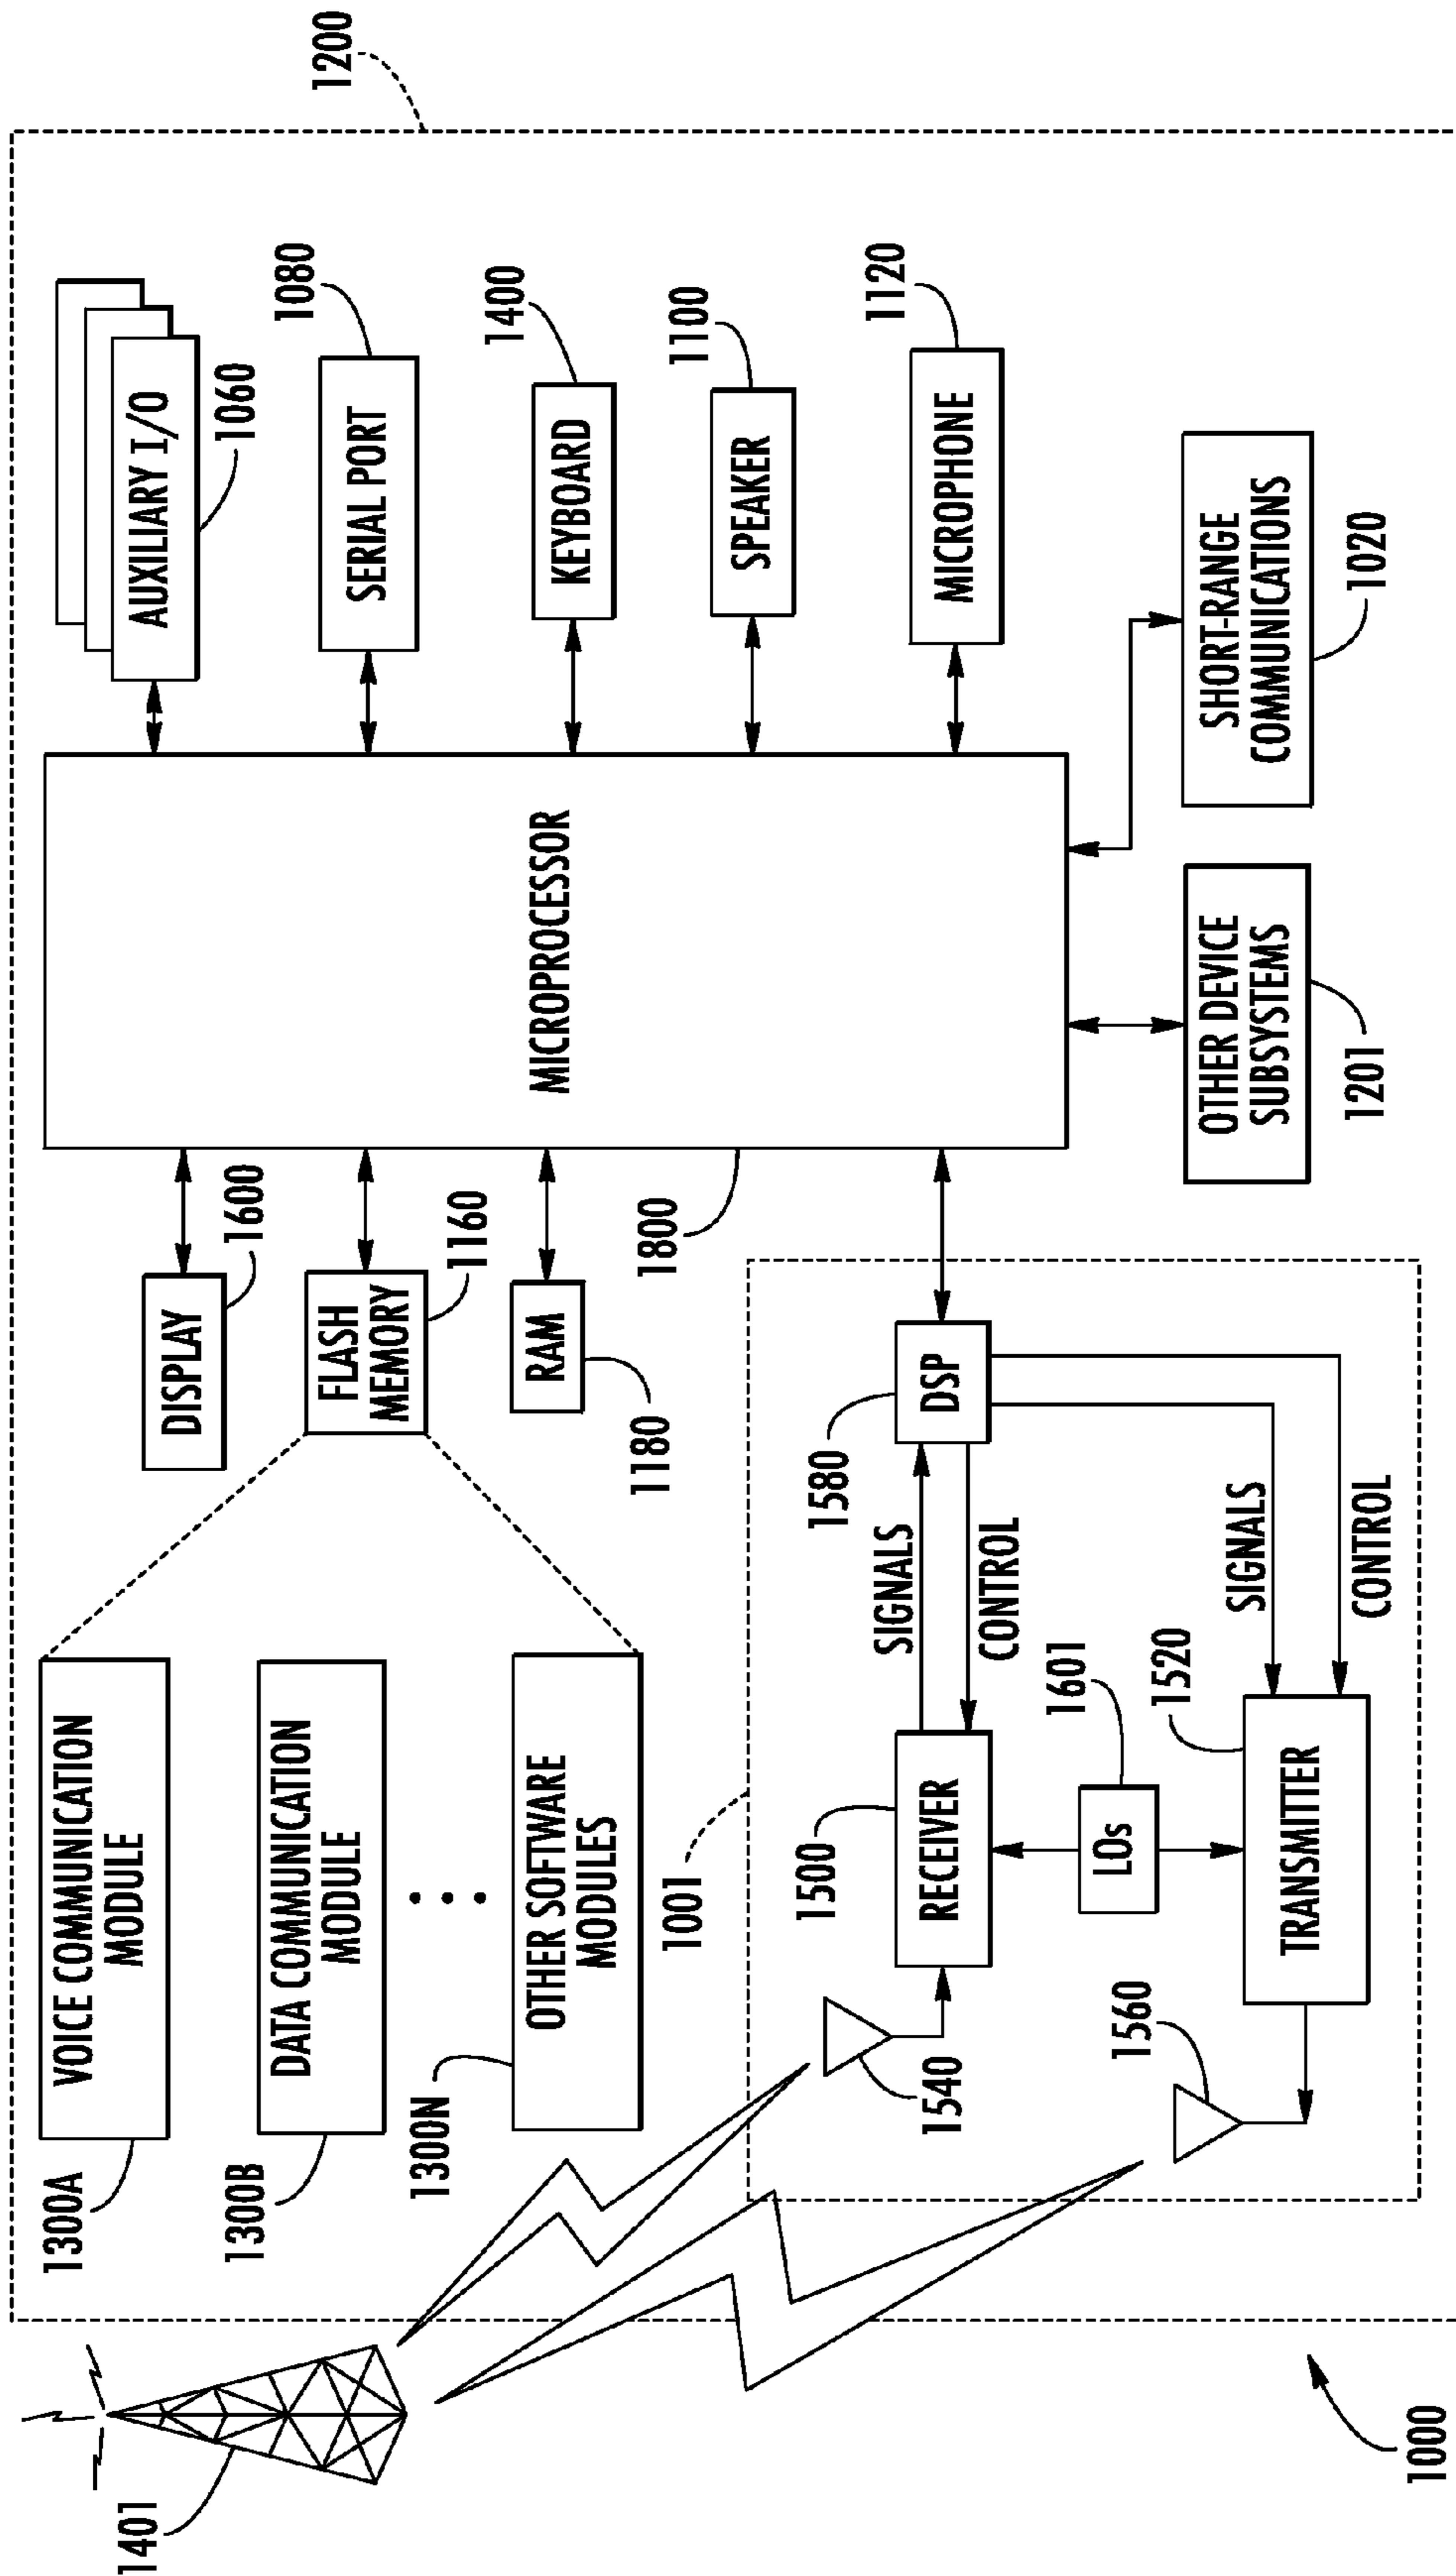 1401
1000
1200
VOICE COMMUNICATION
MODULE
1300A
DATA COMMUNICATION
MODULE
1300B
OTHER SOFTWARE
MODULES
1300N
DISPLAY
1600
FLASH
MEMORY
1160
RAM
1180
MICROPROCESSOR
1800
AUXILIARY I/O
1060
SERIAL PORT
1080
KEYBOARD
1400
SPEAKER
1100
MICROPHONE
1120
1001
1540
RECEIVER
1500
SIGNALS
CONTROL
DSP
1580
LOs
1601
1560
TRANSMITTER
1520
SIGNALS
CONTROL
OTHER DEVICE
SUBSYSTEMS
1201
SHORT-RANGE
COMMUNICATIONS
1020